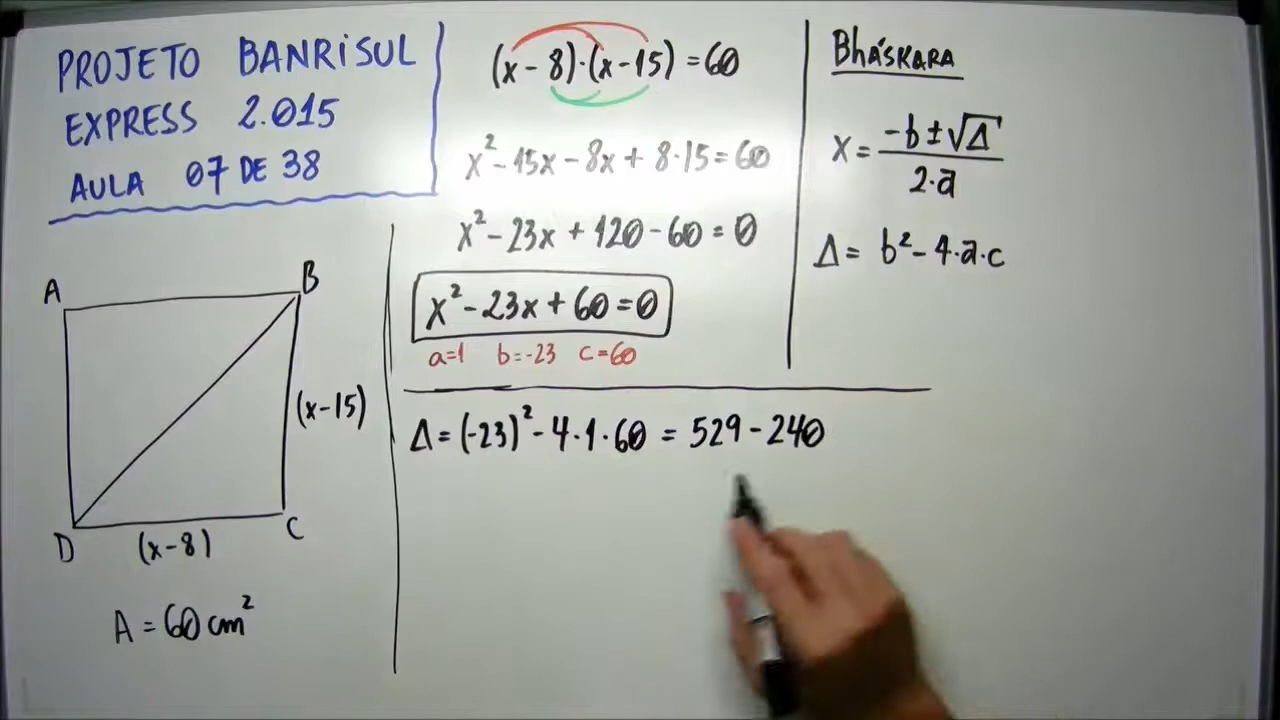 PROJETO BANRISUL
EXPRESS 2.015
AULA 07 DE 38
(x-8)·(x-15)=60
x²-15x-8x+8·15=60
x²-23x+120-60=0
x²-23x+60=0
a=1 b=-23 c=60
Bháskara
x=(-b±√Δ)/(2·a)
Δ= b²-4·a·c
A
B
(x-15)
D
C
(x-8)
A=60cm²
Δ=(-23)²-4·1·60=529-240